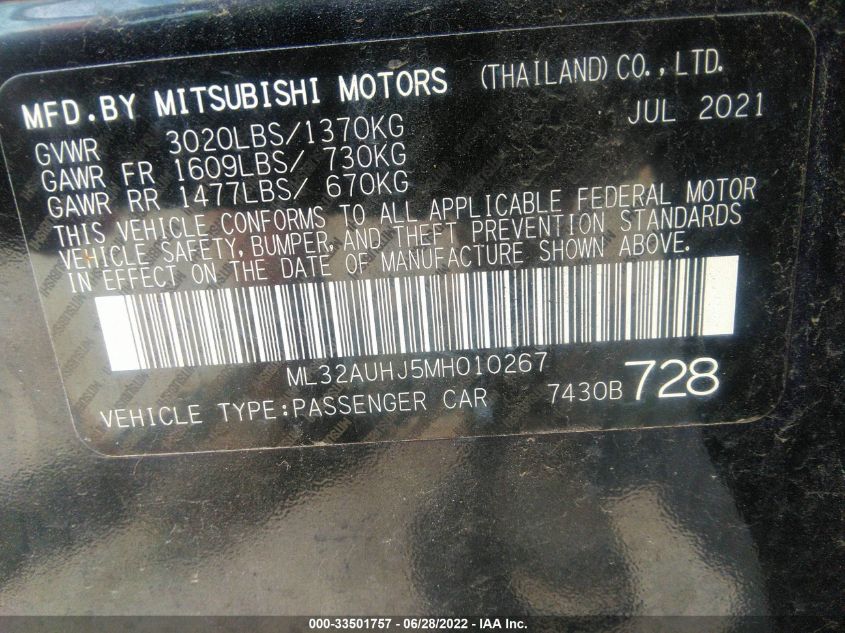 MFD.BY MITSUBISHI MOTORS (THAILAND) CO.,LTD.
GVWR 3020LBS/1370KG JUL 2021
GAWR FR 1609LBS/ 730KG
GAWR RR 1477LBS/ 670KG
THIS VEHICLE CONFORMS TO ALL APPLICABLE FEDERAL MOTOR
VEHICLE SAFETY, BUMPER, AND THEFT PREVENTION STANDARDS
IN EFFECT ON THE DATE OF MANUFACTURE SHOWN ABOVE.
ML32AUHJ5MH010267
VEHICLE TYPE:PASSENGER CAR 7430B 728
000-33501757 - 06/28/2022 - IAA Inc.